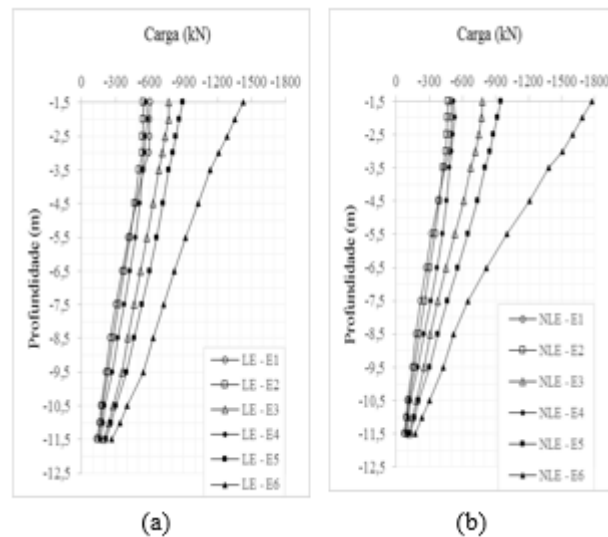 Carga (kN)
0 -300 -600 -900 -1200 -1500 -1800
-1,5
-2,5
-3,5
-4,5
-5,5
-6,5
-7,5
-8,5
-9,5
-10,5
-11,5
-12,5
Profundidade (m)
LE - E1
LE - E2
LE - E3
LE - E4
LE - E5
LE - E6
(a)
Carga (kN)
0 -300 -600 -900 -1200 -1500 -1800
-1,5
-2,5
-3,5
-4,5
-5,5
-6,5
-7,5
-8,5
-9,5
-10,5
-11,5
-12,5
Profundidade (m)
NLE - E1
NLE - E2
NLE - E3
NLE - E4
NLE - E5
NLE - E6
(b)